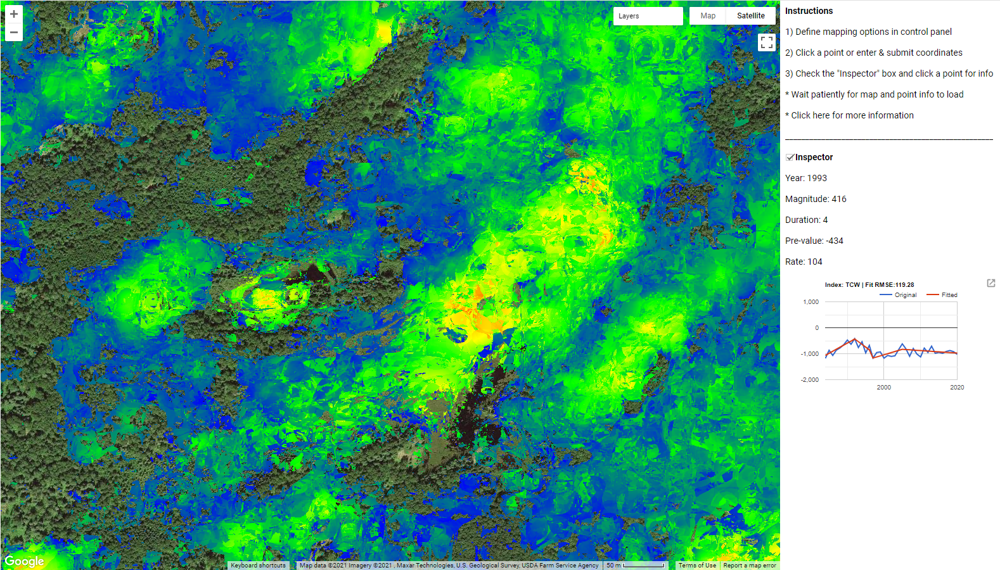 +
−
Layers
Map
Satellite
Google
Keyboard shortcuts
Map data ©2021 Imagery ©2021 , Maxar Technologies, U.S. Geological Survey, USDA Farm Service Agency
50 m
Terms of Use
Report a map error
Instructions
1) Define mapping options in control panel
2) Click a point or enter & submit coordinates
3) Check the "Inspector" box and click a point for info
* Wait patiently for map and point info to load
* Click here for more information
Inspector
Year: 1993
Magnitude: 416
Duration: 4
Pre-value: -434
Rate: 104
Index: TCW | Fit RMSE:119.28
Original
Fitted
1,000
0
-1,000
-2,000
2000
2020